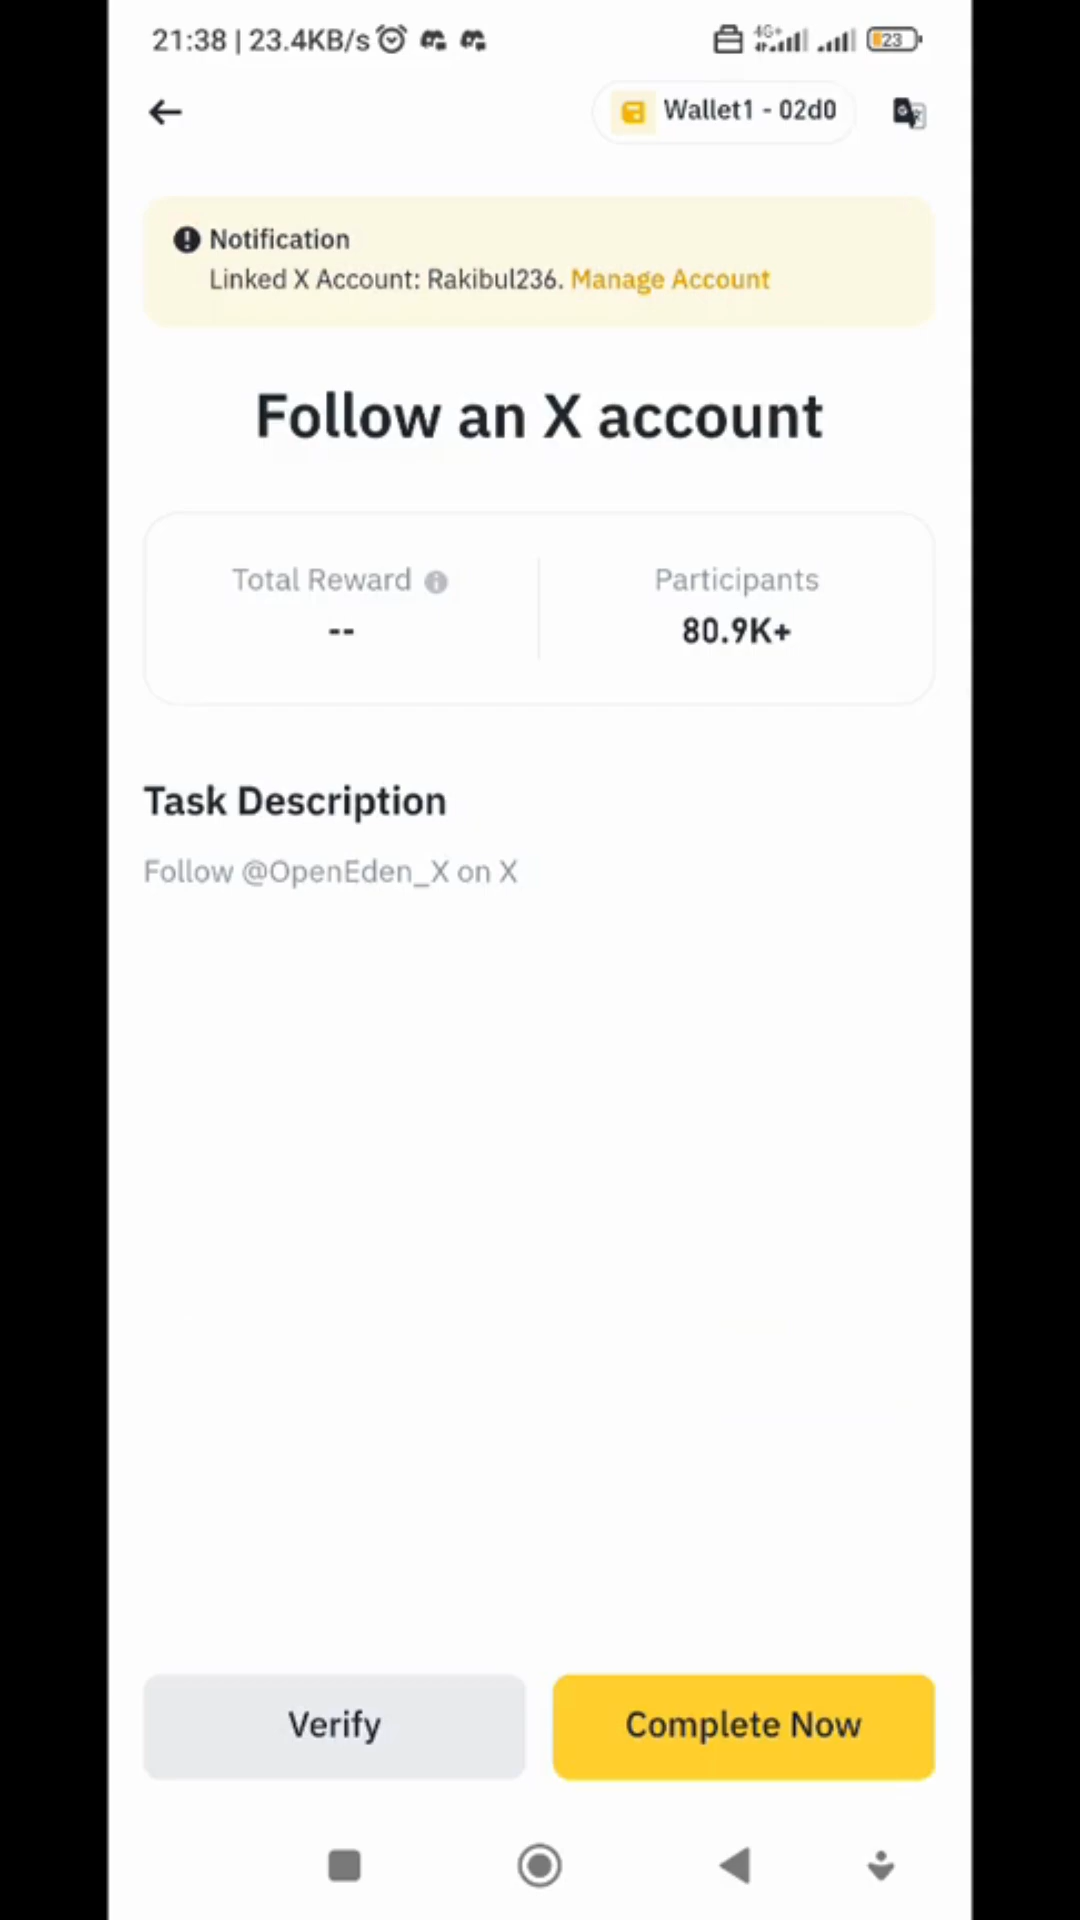 21:38 | 23.4KB/s 4G+ 23
Wallet1 - 02d0
Notification
Linked X Account: Rakibul236. Manage Account
Follow an X account
Total Reward Participants
-- 80.9K+
Task Description
Follow @OpenEden_X on X
Verify Complete Now